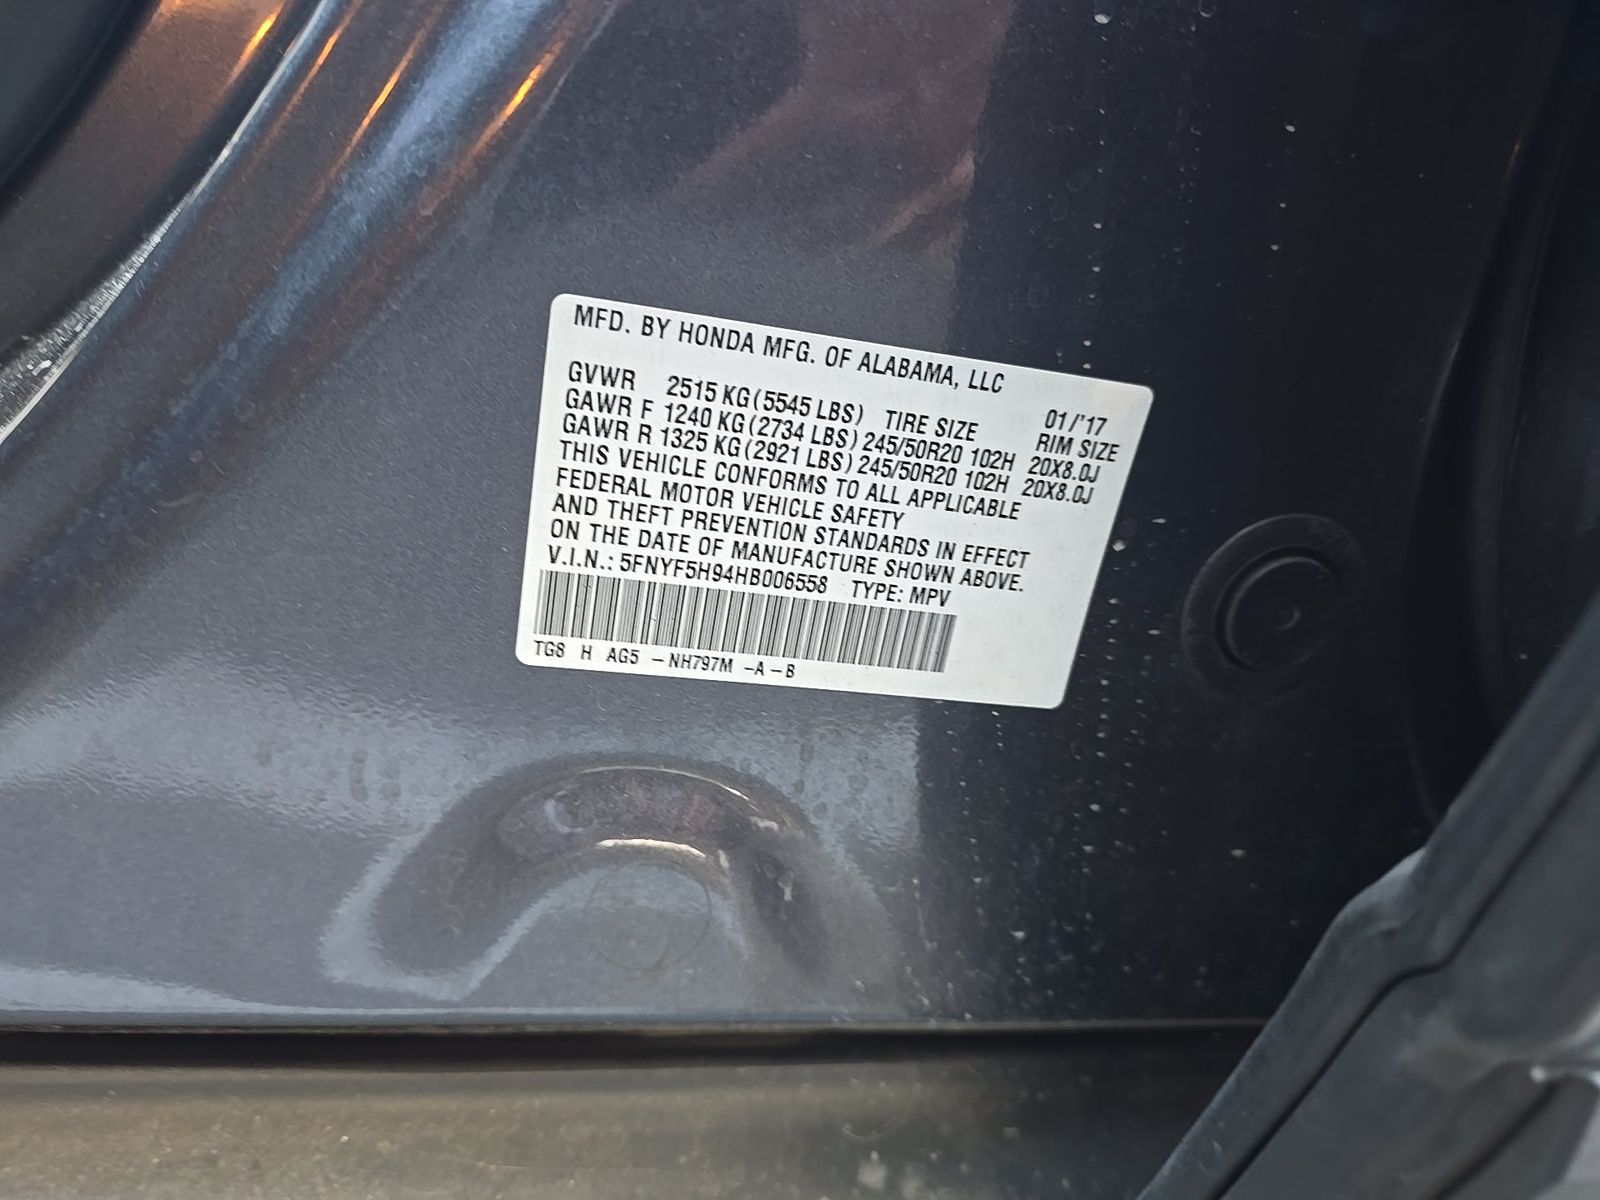 MFD. BY HONDA MFG. OF ALABAMA, LLC
01/'17
GVWR 2515 KG(5545 LBS) TIRE SIZE RIM SIZE
GAWR F 1240 KG(2734 LBS) 245/50R20 102H 20X8.0J
GAWR R 1325 KG(2921 LBS) 245/50R20 102H 20X8.0J
THIS VEHICLE CONFORMS TO ALL APPLICABLE
FEDERAL MOTOR VEHICLE SAFETY
AND THEFT PREVENTION STANDARDS IN EFFECT
ON THE DATE OF MANUFACTURE SHOWN ABOVE.
V.I.N.: 5FNYF5H94HB006558 TYPE: MPV
TG8 H AG5 -NH797M -A-B